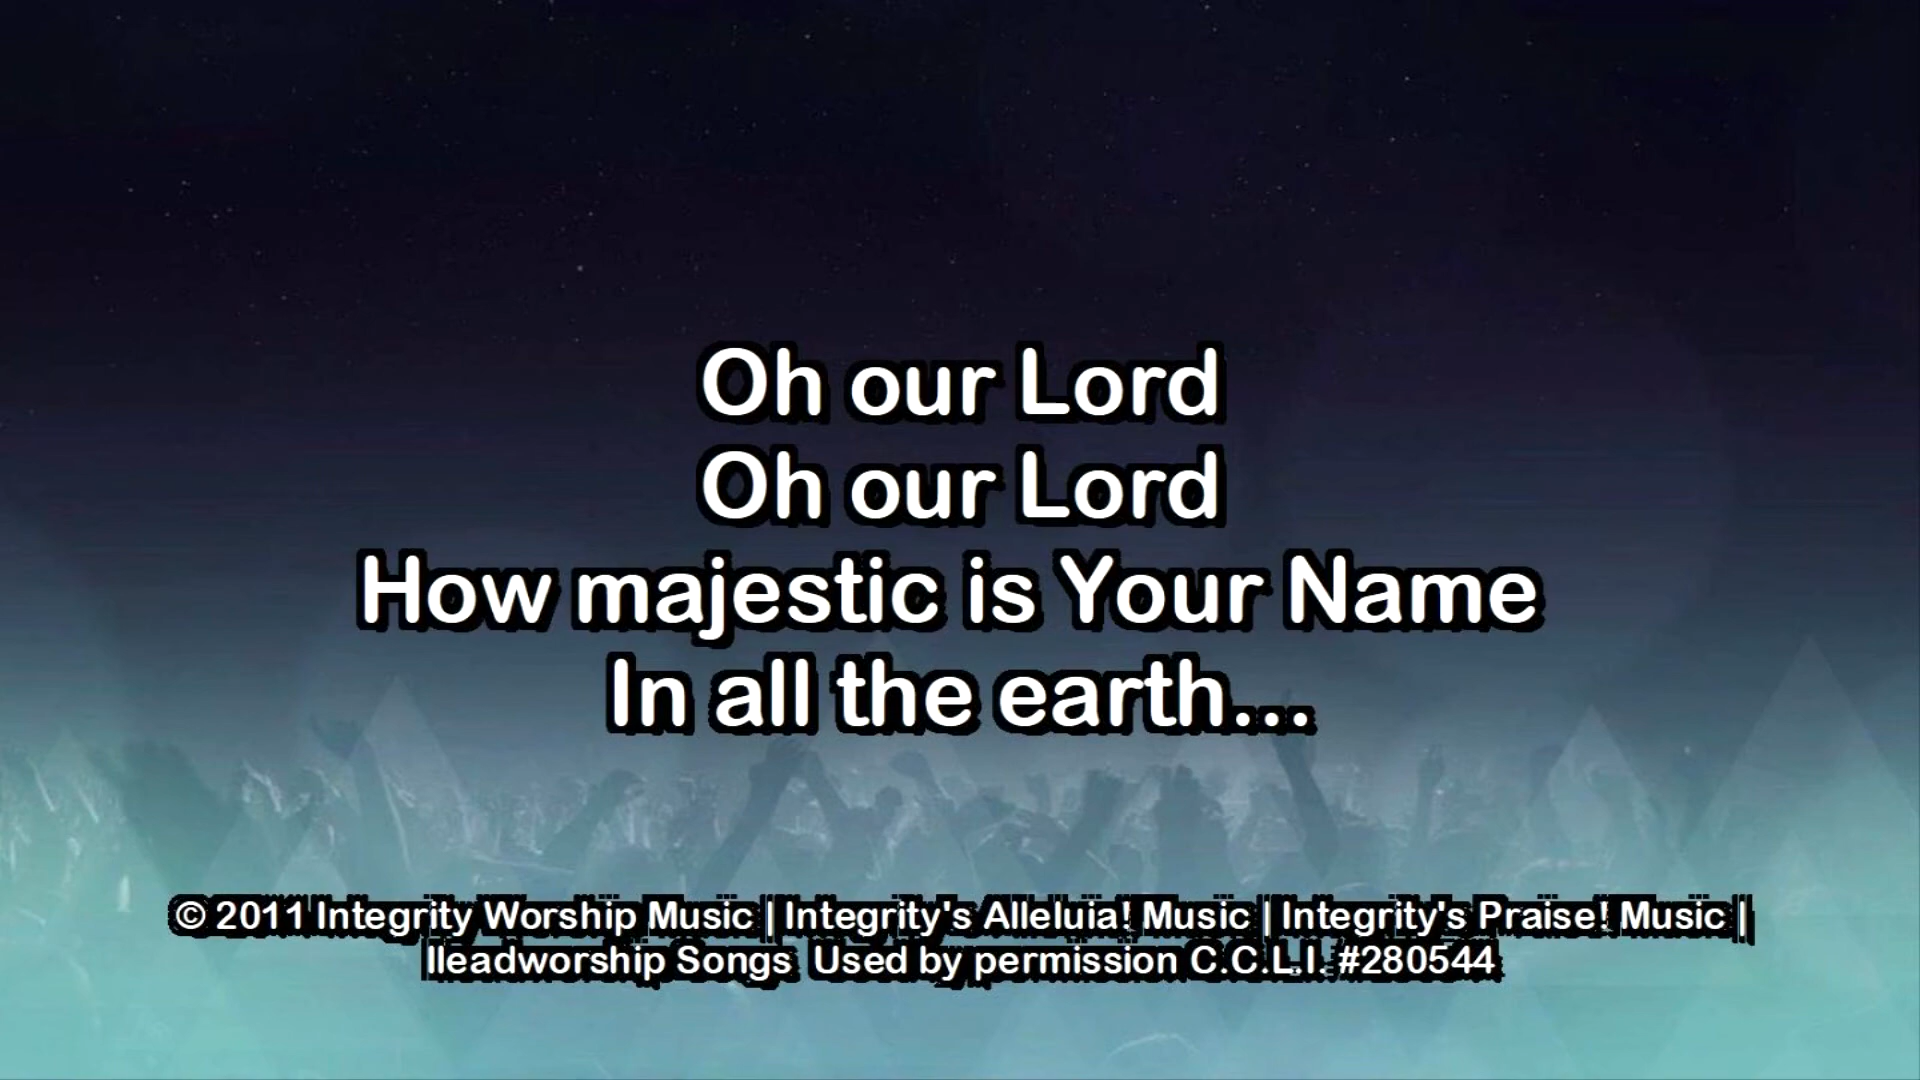 Oh our Lord
Oh our Lord
How majestic is Your Name
In all the earth...
© 2011 Integrity Worship Music | Integrity's Alleluia! Music | Integrity's Praise! Music |
Ileadworship Songs  Used by permission C.C.L.I. #280544